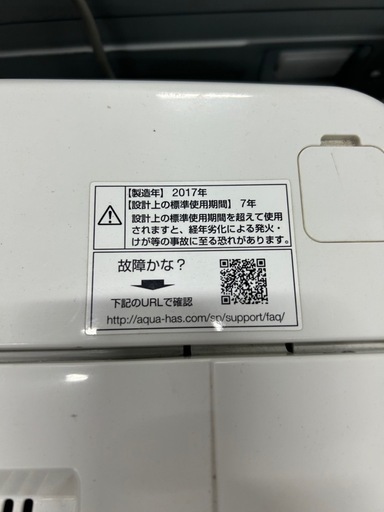 【製造年】 2017年
【設計上の標準使用期間】 7年
設計上の標準使用期間を超えて使用
されますと、経年劣化による発火・
けが等の事故に至る恐れがあります。
故障かな？
下記のURLで確認
http://aqua-has.com/sp/support/faq/